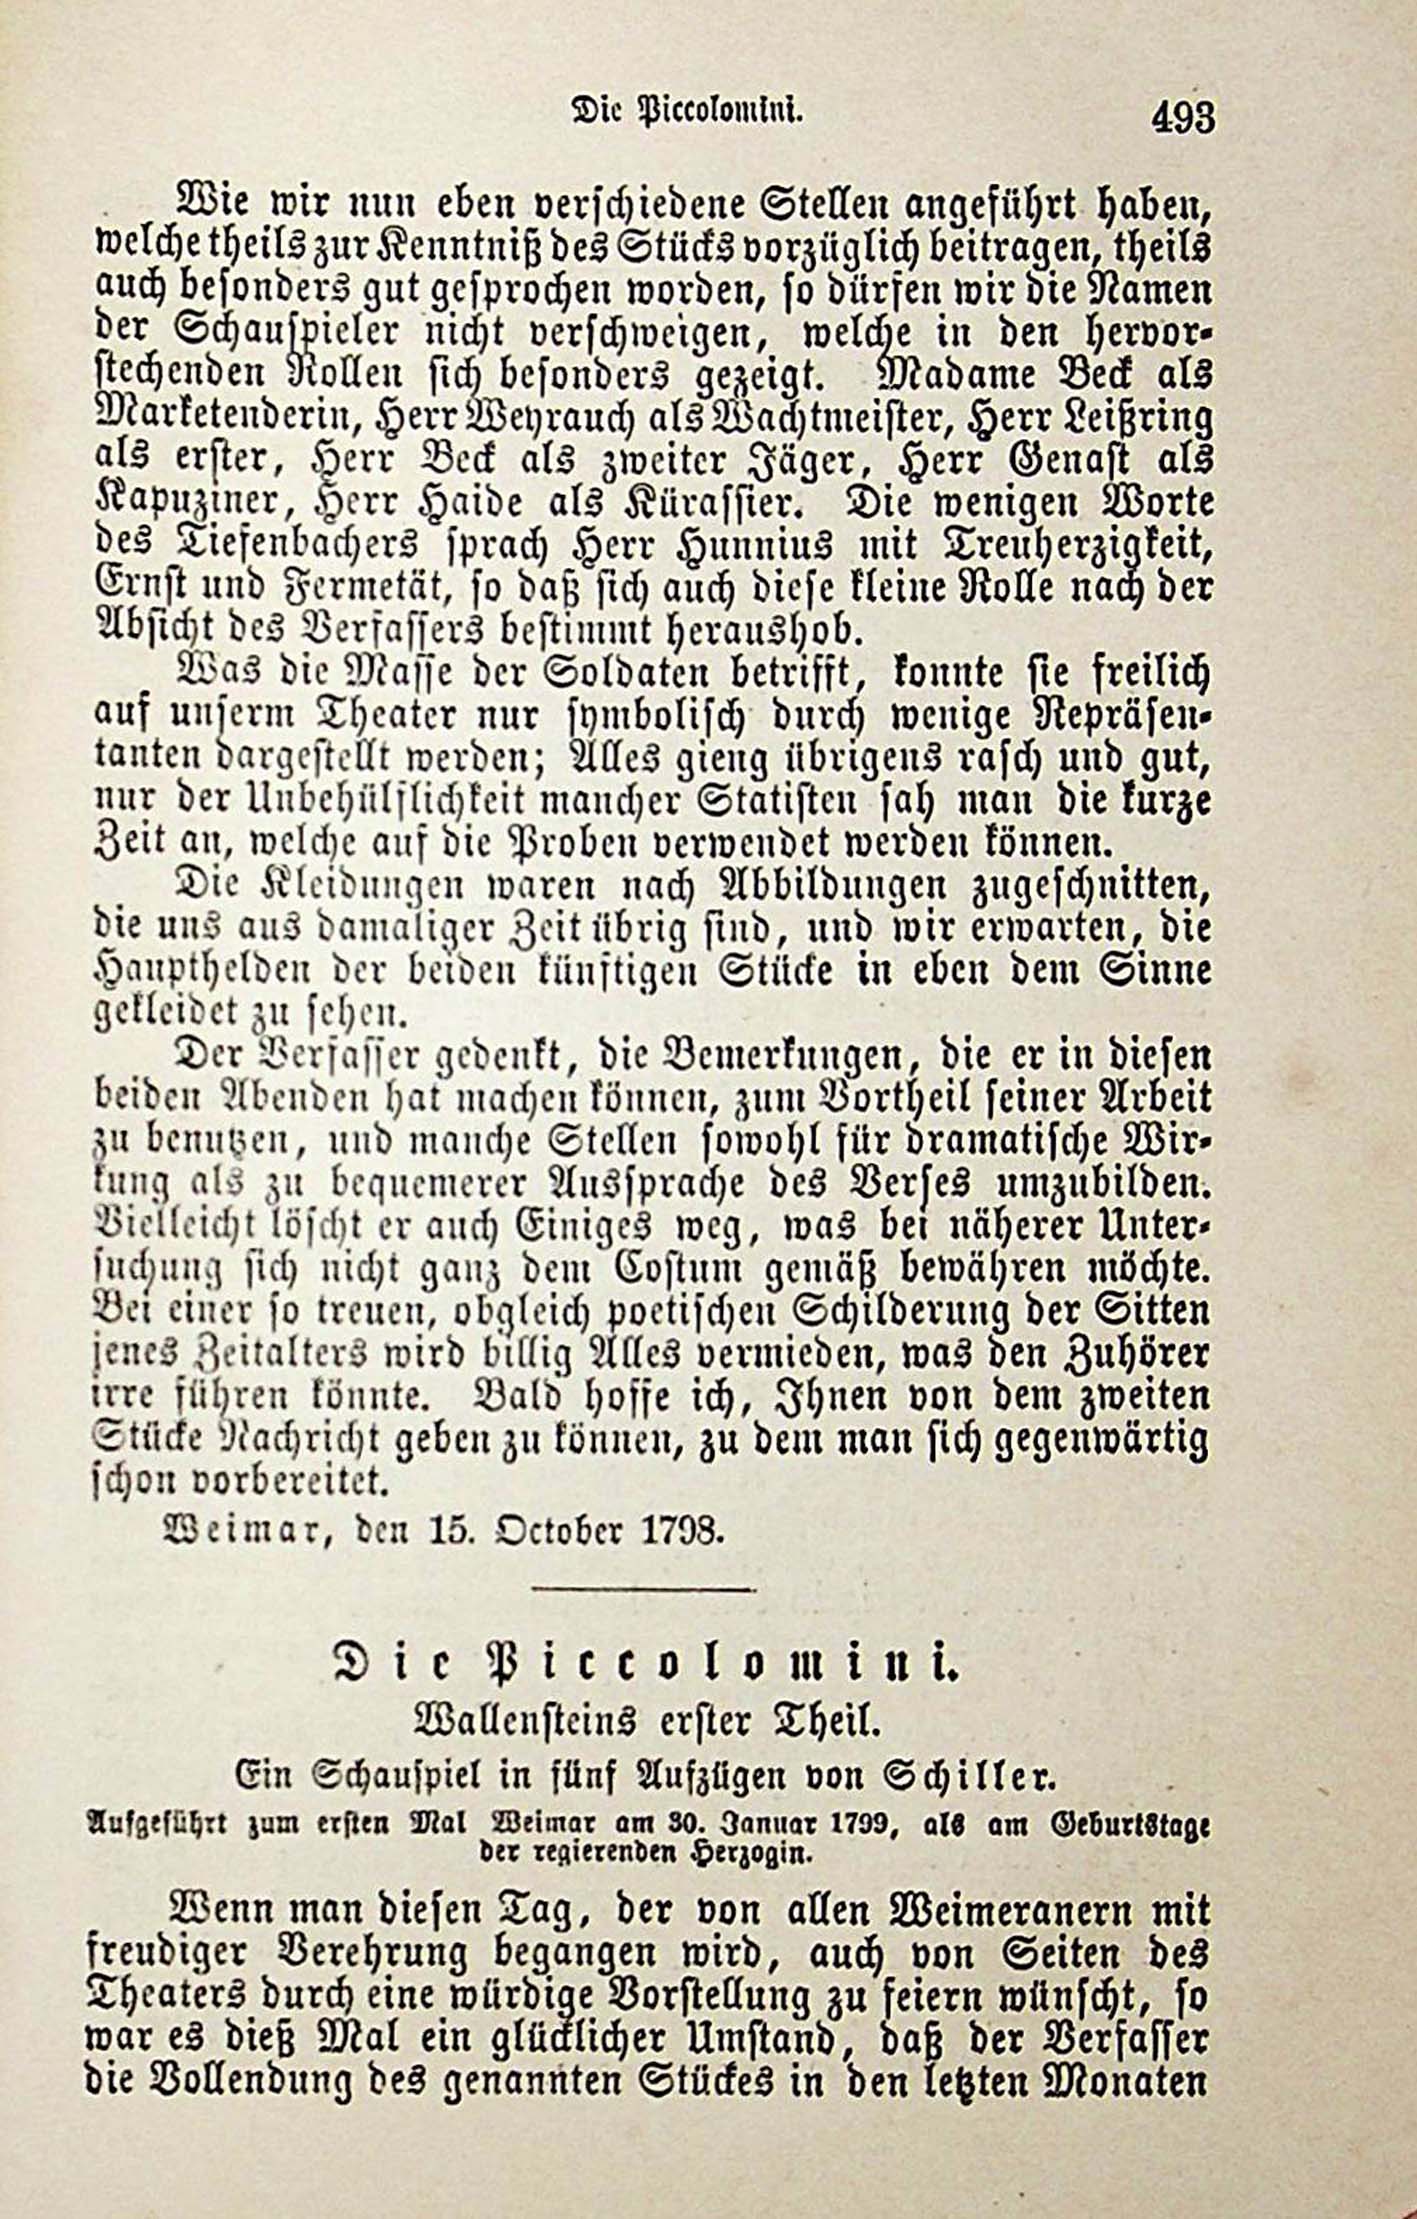 Die Piccolomini.
493
Wie wir nun eben verschiedene Stellen angeführt haben,
welche theils zur Kenntniß des Stücks vorzüglich beitragen, theils
auch besonders gut gesprochen worden, so dürfen wir die Namen
der Schauspieler nicht verschweigen, welche in den hervor-
stechenden Rollen sich besonders gezeigt. Madame Beck als
Marketenderin, Herr Weyrauch als Wachtmeister, Herr Leißring
als erster, Herr Beck als zweiter Jäger, Herr Genast als
Kapuziner, Herr Haide als Kürassier. Die wenigen Worte
des Tiefenbachers sprach Herr Hunnius mit Treuherzigkeit,
Ernst und Fermetät, so daß sich auch diese kleine Rolle nach der
Absicht des Verfassers bestimmt heraushob.
Was die Masse der Soldaten betrifft, konnte sie freilich
auf unserm Theater nur symbolisch durch wenige Repräsen-
tanten dargestellt werden; Alles gieng übrigens rasch und gut,
nur der Unbehülflichkeit mancher Statisten sah man die kurze
Zeit an, welche auf die Proben verwendet werden können.
Die Kleidungen waren nach Abbildungen zugeschnitten,
die uns aus damaliger Zeit übrig sind, und wir erwarten, die
Haupthelden der beiden künftigen Stücke in eben dem Sinne
gekleidet zu sehen.
Der Verfasser gedenkt, die Bemerkungen, die er in diesen
beiden Abenden hat machen können, zum Vortheil seiner Arbeit
zu benutzen, und manche Stellen sowohl für dramatische Wir-
kung als zu bequemerer Aussprache des Verses umzubilden.
Vielleicht löscht er auch Einiges weg, was bei näherer Unter-
suchung sich nicht ganz dem Costum gemäß bewähren möchte.
Bei einer so treuen, obgleich poetischen Schilderung der Sitten
jenes Zeitalters wird billig Alles vermieden, was den Zuhörer
irre führen könnte. Bald hoffe ich, Ihnen von dem zweiten
Stücke Nachricht geben zu können, zu dem man sich gegenwärtig
schon vorbereitet.
Weimar, den 15. October 1798.
Die Piccolomini.
Wallensteins erster Theil.
Ein Schauspiel in fünf Aufzügen von Schiller.
Aufgeführt zum ersten Mal Weimar am 30. Januar 1799, als am Geburtstage
der regierenden Herzogin.
Wenn man diesen Tag, der von allen Weimeranern mit
freudiger Verehrung begangen wird, auch von Seiten des
Theaters durch eine würdige Vorstellung zu feiern wünscht, so
war es dieß Mal ein glücklicher Umstand, daß der Verfasser
die Vollendung des genannten Stückes in den letzten Monaten